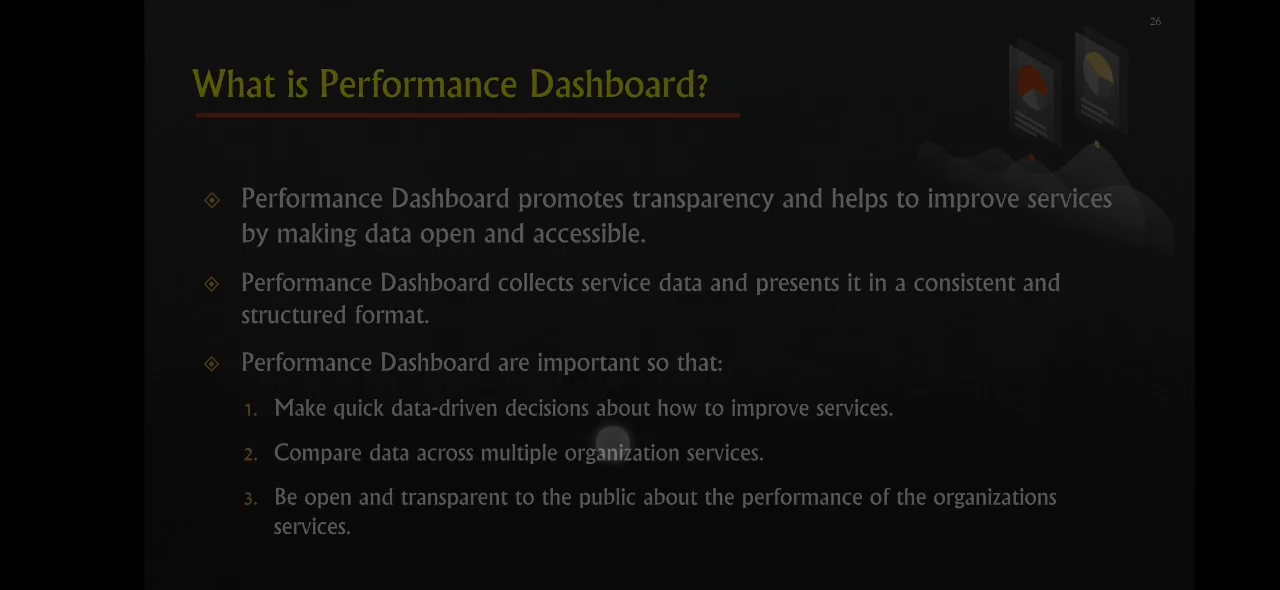 26
What is Performance Dashboard?
Performance Dashboard promotes transparency and helps to improve services
by making data open and accessible.
Performance Dashboard collects service data and presents it in a consistent and
structured format.
Performance Dashboard are important so that:
1. Make quick data-driven decisions about how to improve services.
2. Compare data across multiple organization services.
3. Be open and transparent to the public about the performance of the organizations
services.